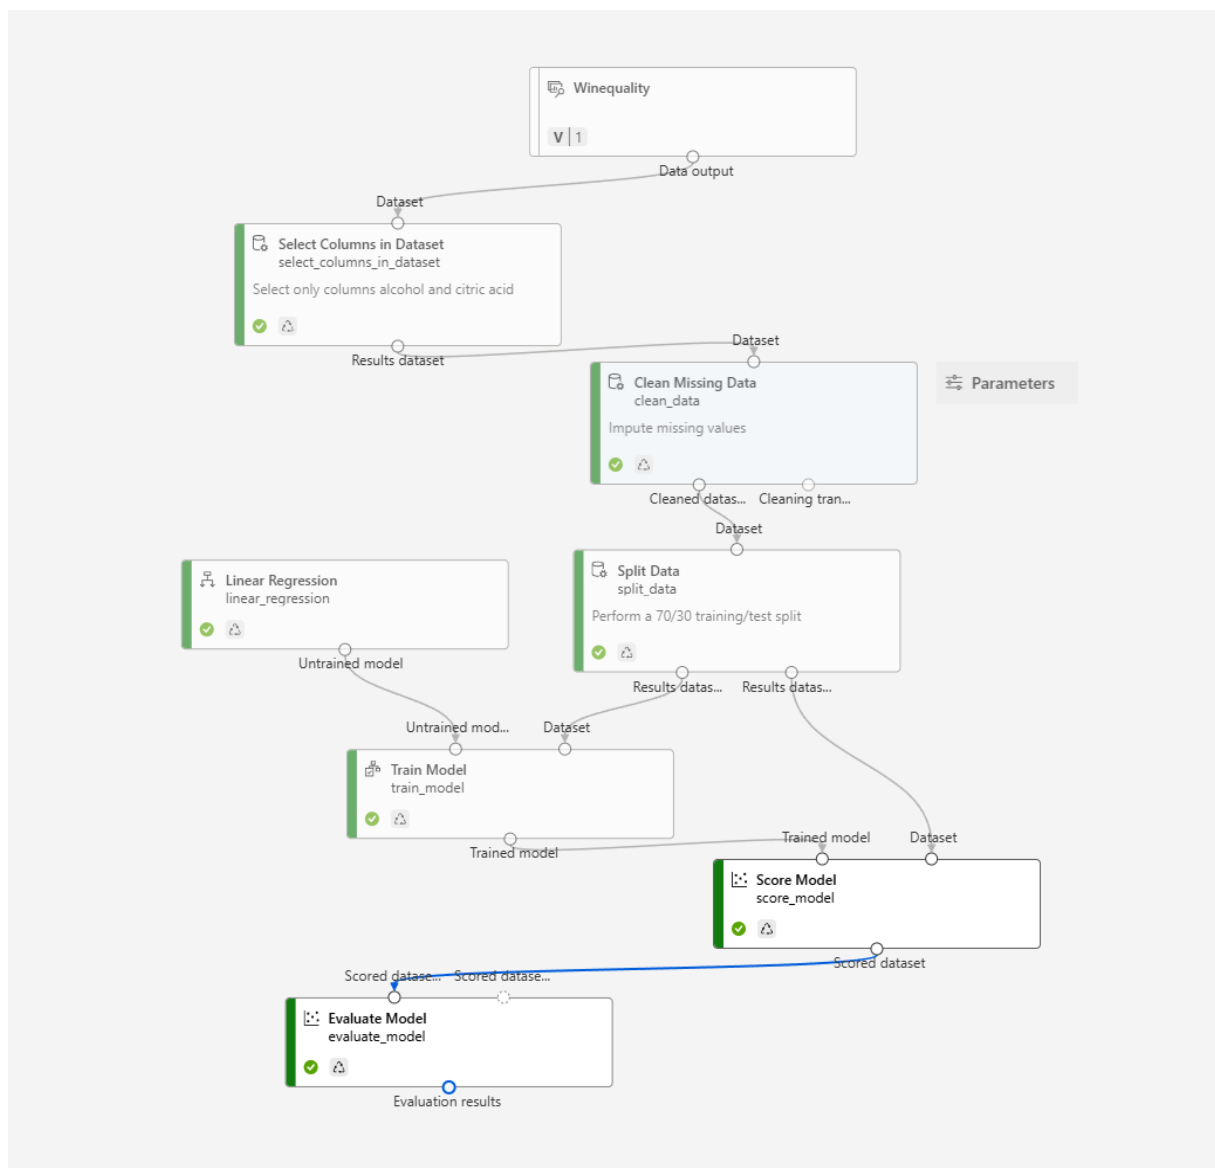 Winequality
V | 1
Data output
Dataset
Select Columns in Dataset
select_columns_in_dataset
Select only columns alcohol and citric acid
Results dataset
Dataset
Clean Missing Data
clean_data
Impute missing values
Parameters
Cleaned datas...
Cleaning tran...
Dataset
Linear Regression
linear_regression
Untrained model
Split Data
split_data
Perform a 70/30 training/test split
Results datas...
Results datas...
Untrained mod...
Dataset
Train Model
train_model
Trained model
Trained model
Dataset
Score Model
score_model
Scored dataset
Scored datase...
Scored datase...
Evaluate Model
evaluate_model
Evaluation results